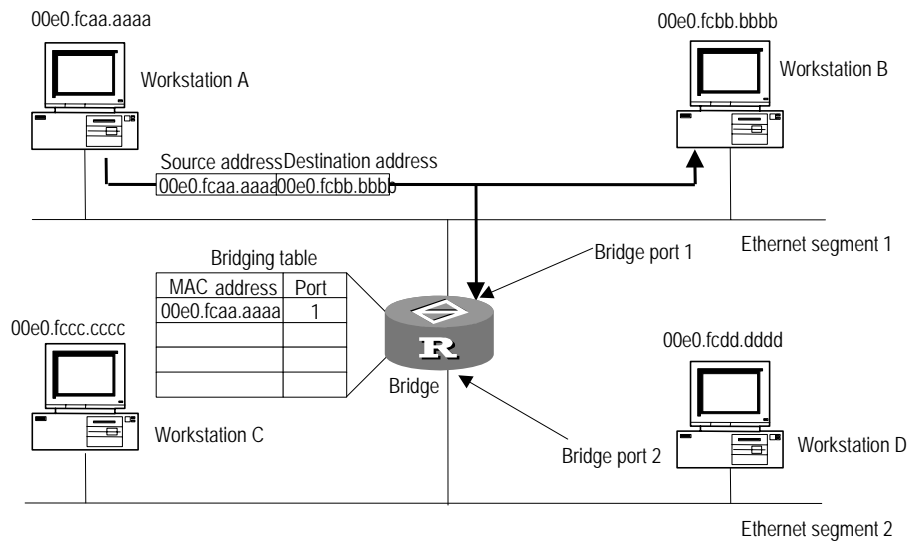 00e0.fcaa.aaaa
00e0.fcbb.bbbb
Workstation A
Workstation B
Source address Destination address
00e0.fcaa.aaaa 00e0.fcbb.bbbb
Ethernet segment 1
Bridge port 1
Bridging table
MAC address Port
00e0.fcaa.aaaa 1
00e0.fccc.cccc
00e0.fcdd.dddd
R
Bridge
Workstation C
Workstation D
Bridge port 2
Ethernet segment 2